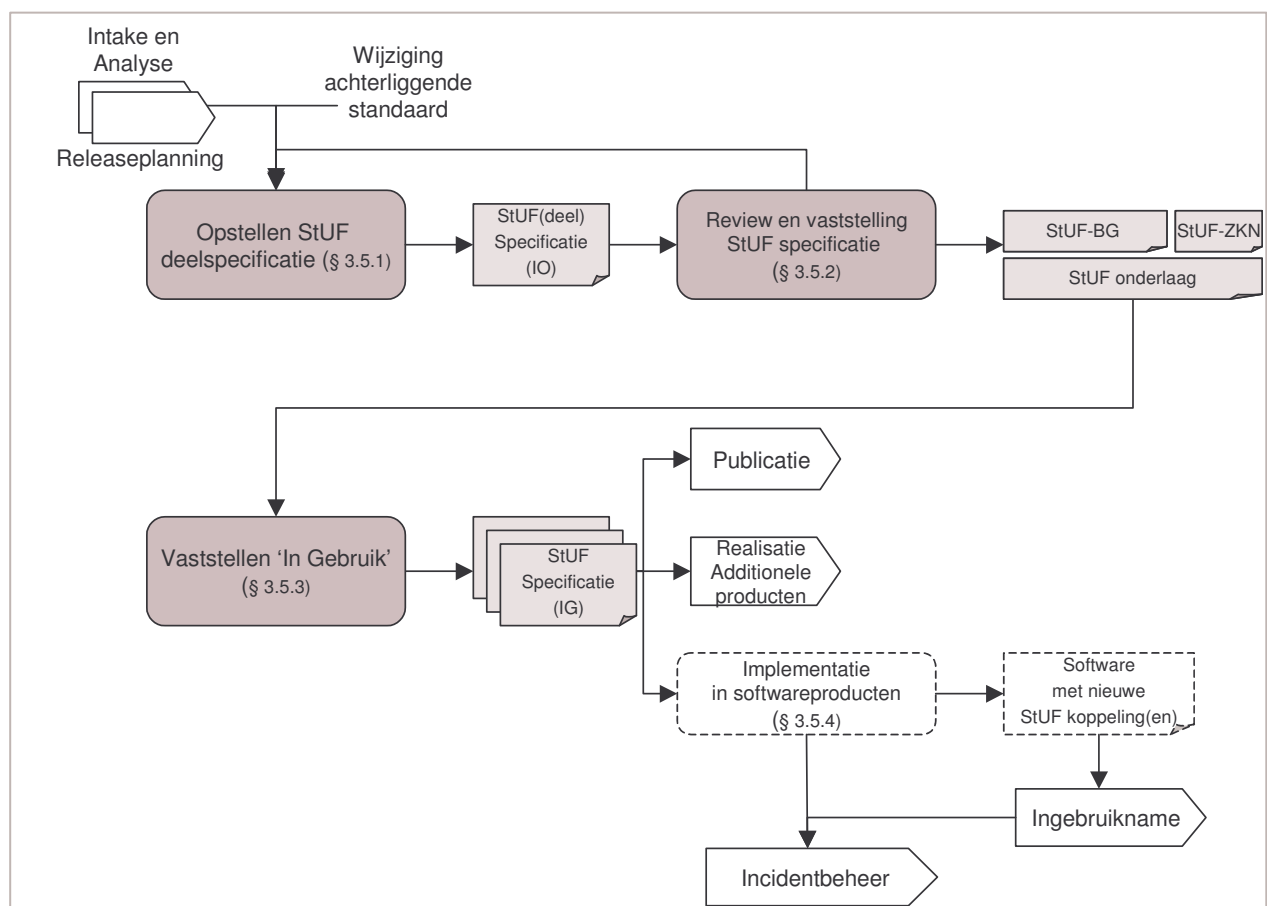 Intake en
Analyse
Wijziging
achterliggende
standaard
Releaseplanning
Opstellen StUF
deelspecificatie (§ 3.5.1)
StUF(deel)
Specificatie
(IO)
Review en vaststelling
StUF specificatie
(§ 3.5.2)
StUF-BG
StUF-ZKN
StUF onderlaag
Publicatie
Vaststellen ‘In Gebruik’
(§ 3.5.3)
StUF
Specificatie
(IG)
Realisatie
Additionele
producten
Implementatie
in softwareproducten
(§ 3.5.4)
Software
met nieuwe
StUF koppeling(en)
Ingebruikname
Incidentbeheer